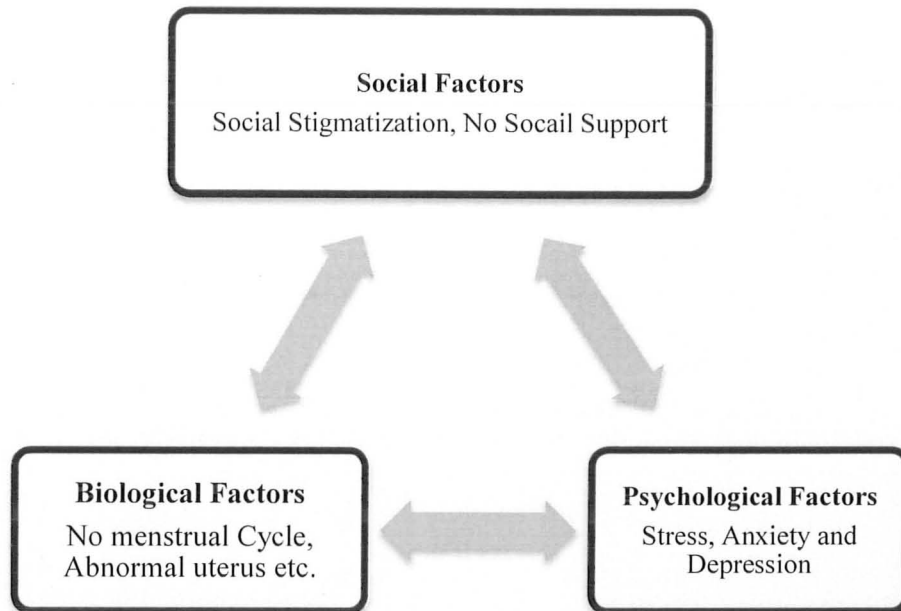 Social Factors
Social Stigmatization, No Socail Support
Biological Factors
No menstrual Cycle,
Abnormal uterus etc.
Psychological Factors
Stress, Anxiety and
Depression